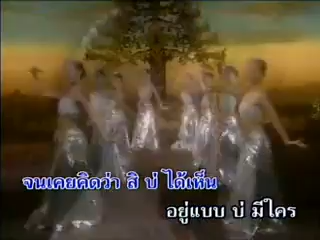 จนเคยคิดว่า สิ บ่ ได้เห็น
อยู่แบบ บ่ มีใคร